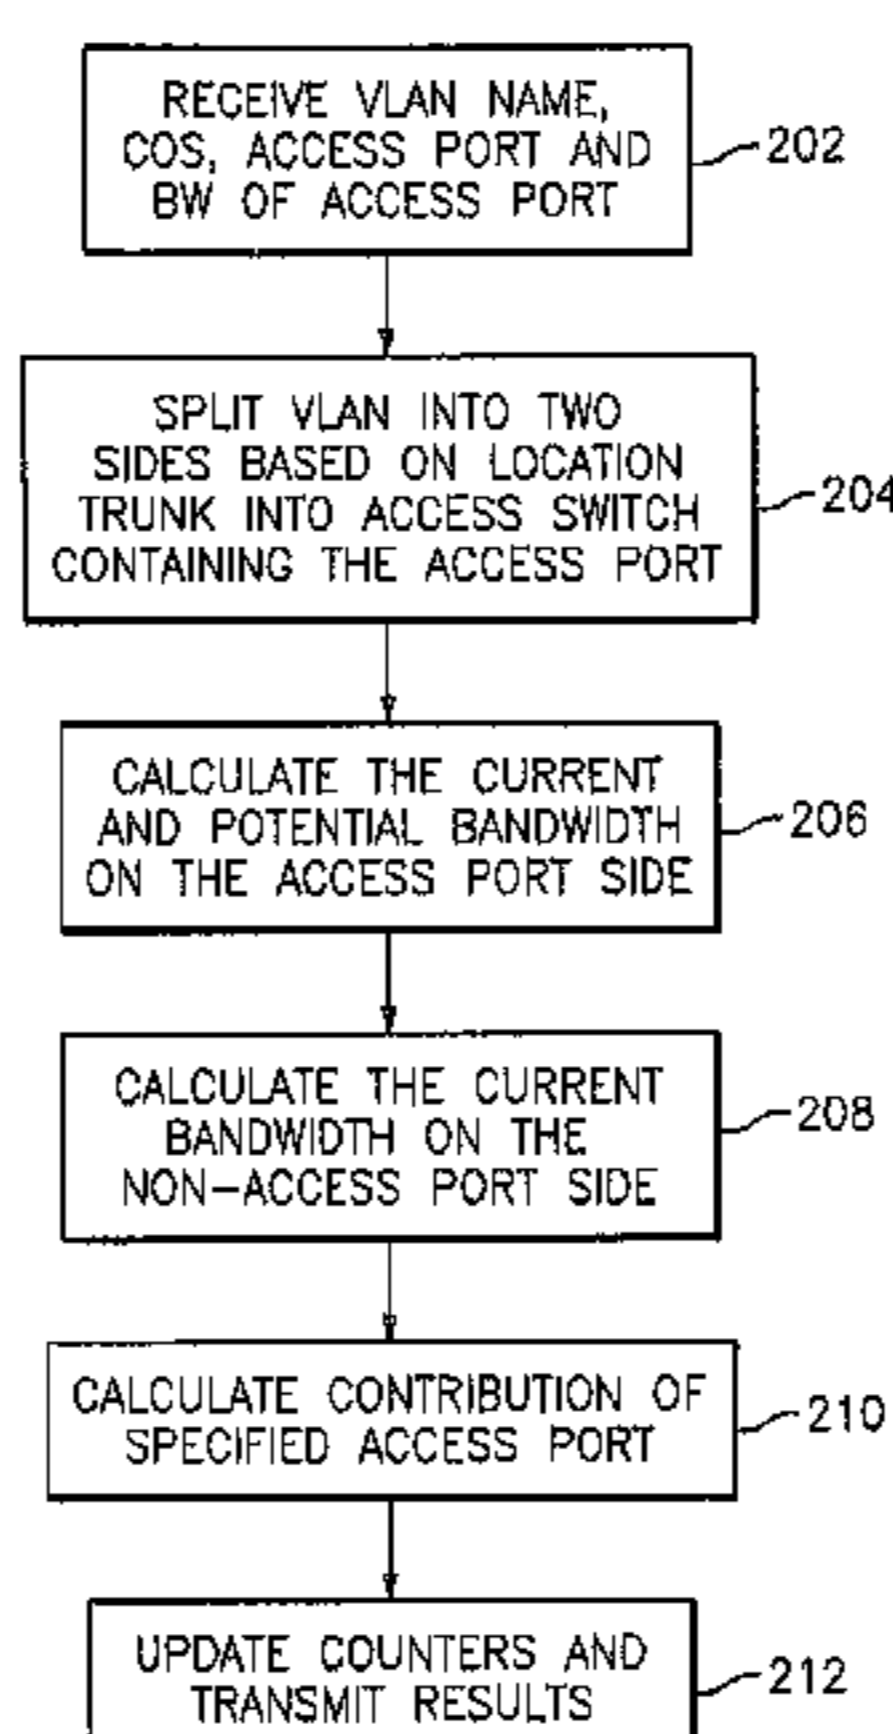 RECEIVE VLAN NAME,
COS, ACCESS PORT AND
BW OF ACCESS PORT
202
SPLIT VLAN INTO TWO
SIDES BASED ON LOCATION
TRUNK INTO ACCESS SWITCH
CONTAINING THE ACCESS PORT
204
CALCULATE THE CURRENT
AND POTENTIAL BANDWIDTH
ON THE ACCESS PORT SIDE
206
CALCULATE THE CURRENT
BANDWIDTH ON THE
NON-ACCESS PORT SIDE
208
CALCULATE CONTRIBUTION OF
SPECIFIED ACCESS PORT
210
UPDATE COUNTERS AND
TRANSMIT RESULTS
212